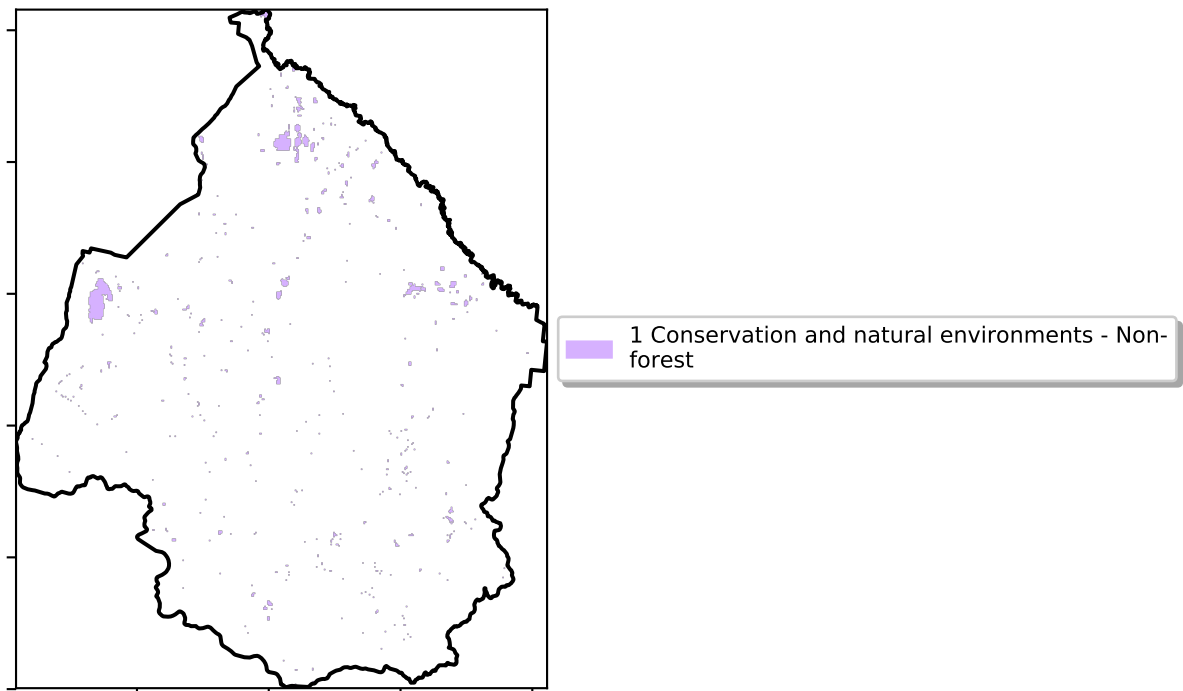 1 Conservation and natural environments - Non-
forest